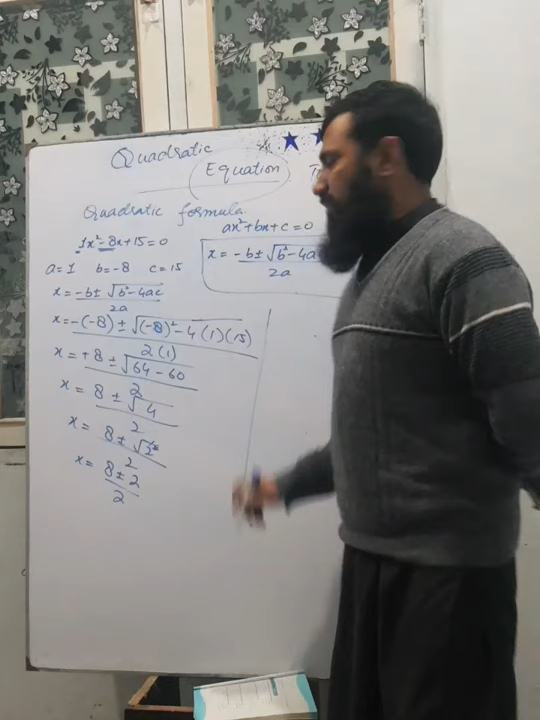 Quadratic
Equation
Quadratic formula.
ax²+bx+c=0
1x²-8x+15=0
x = -b±√b²-4a
2a
a=1 b=-8 c=15
x = -b±√b²-4ac
2a
x = -(-8)±√(-8)²-4(1)(15)
2(1)
x = +8±√64-60
2
x = 8±√4
2
x = 8±√2²
2
x = 8±2
2